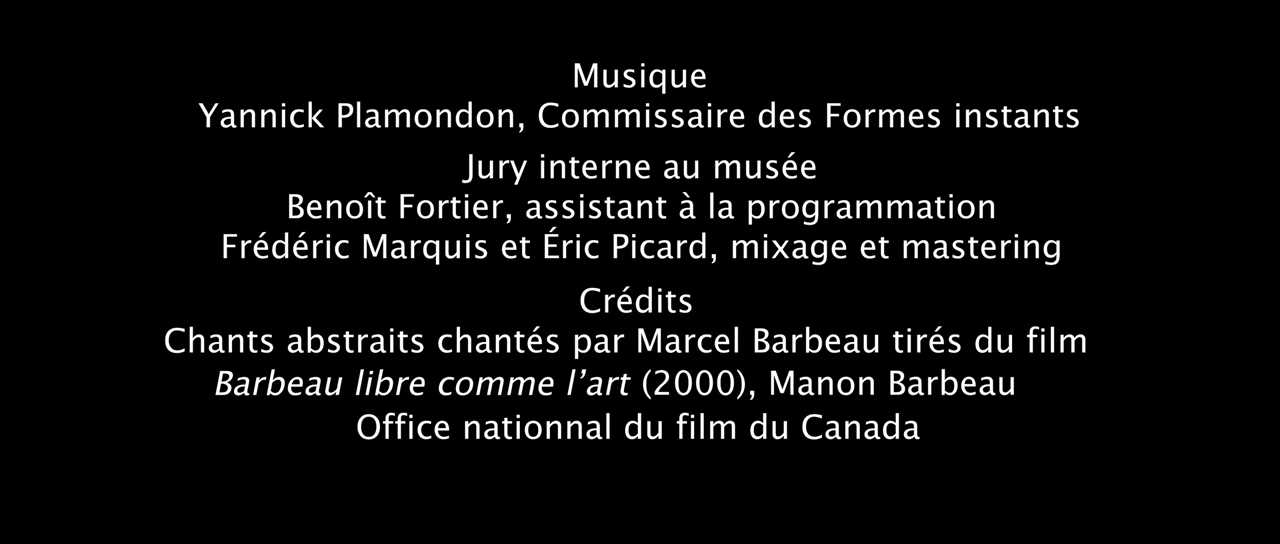 Musique
Yannick Plamondon, Commissaire des Formes instants
Jury interne au musée
Benoît Fortier, assistant à la programmation
Frédéric Marquis et Éric Picard, mixage et mastering
Crédits
Chants abstraits chantés par Marcel Barbeau tirés du film
Barbeau libre comme l’art (2000), Manon Barbeau
Office nationnal du film du Canada